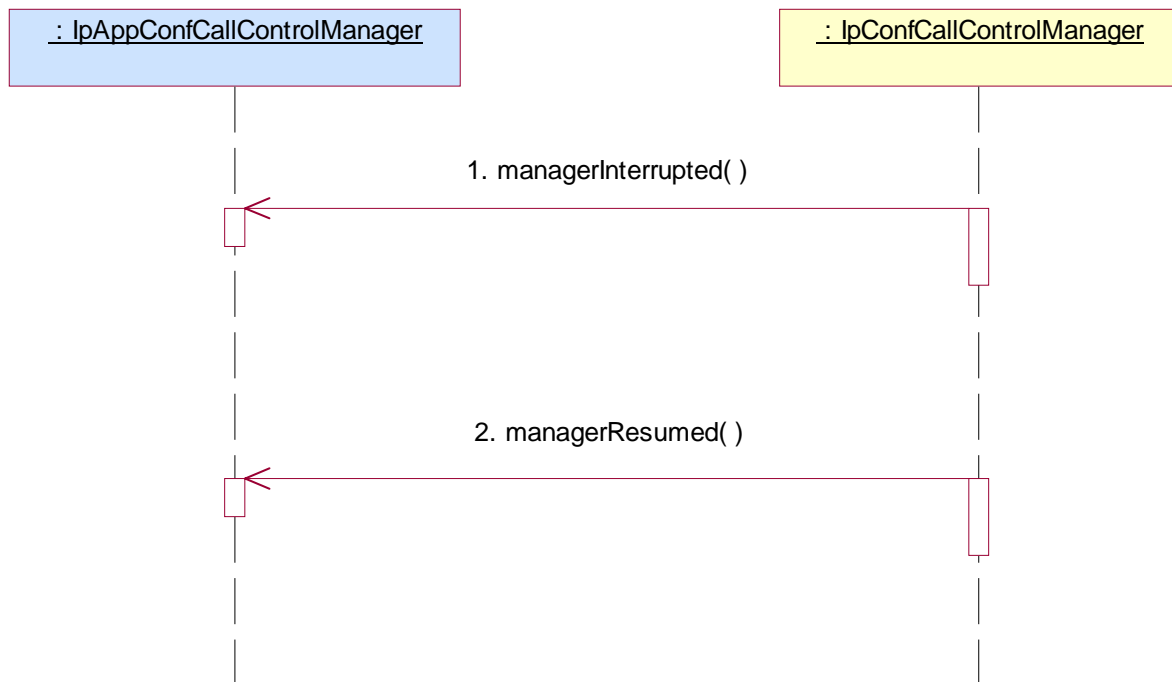 : IpAppConfCallControlManager
: IpConfCallControlManager
1. managerInterrupted( )
2. managerResumed( )